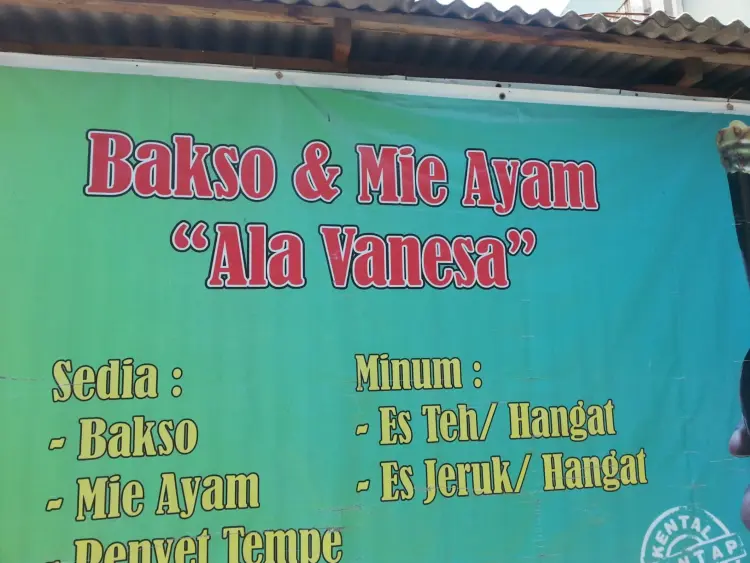 Bakso & Mie Ayam
“Ala Vanesa”
Sedia :
- Bakso
- Mie Ayam
- Penyet Tempe
Minum :
- Es Teh/ Hangat
- Es Jeruk/ Hangat
KENTAL